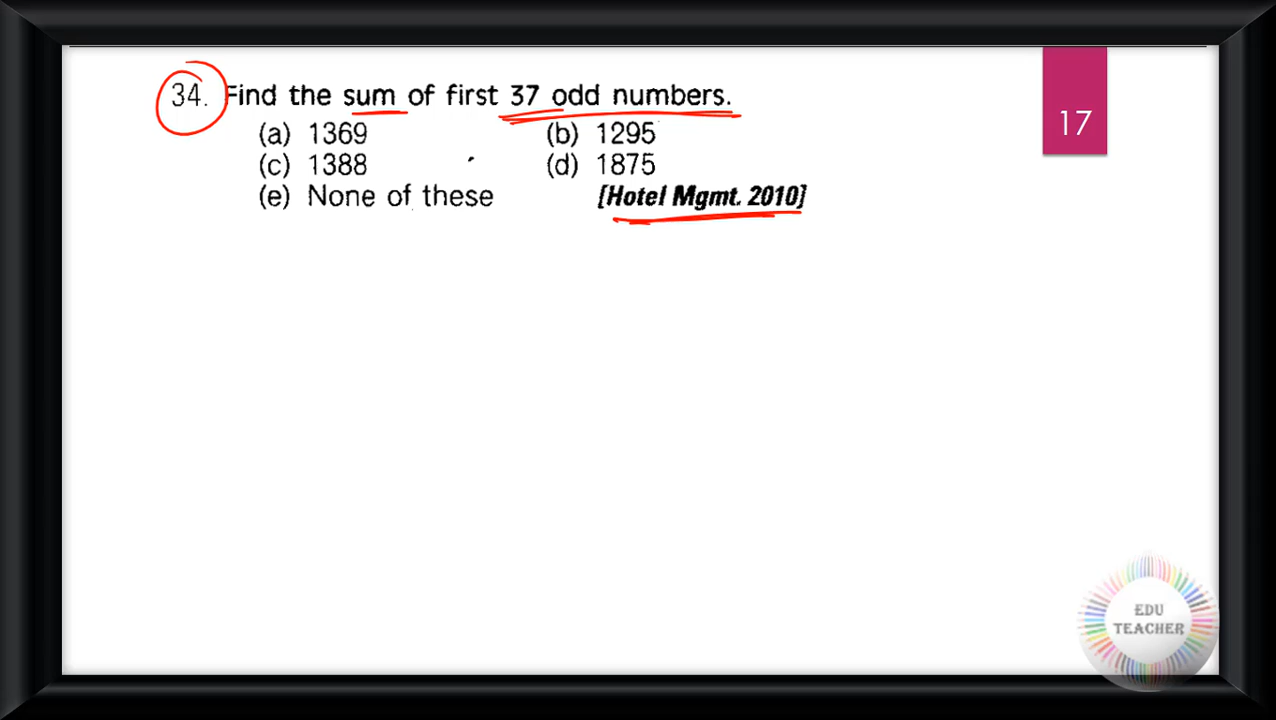 34. Find the sum of first 37 odd numbers.
(a) 1369 (b) 1295
(c) 1388 (d) 1875
(e) None of these [Hotel Mgmt. 2010]
17
EDU
TEACHER